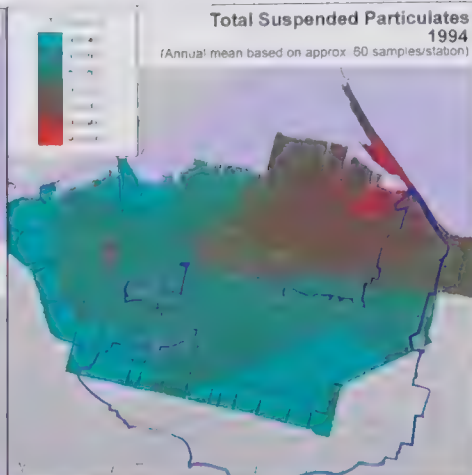 Total Suspended Particulates
1994
(Annual mean based on approx. 60 samples/station)